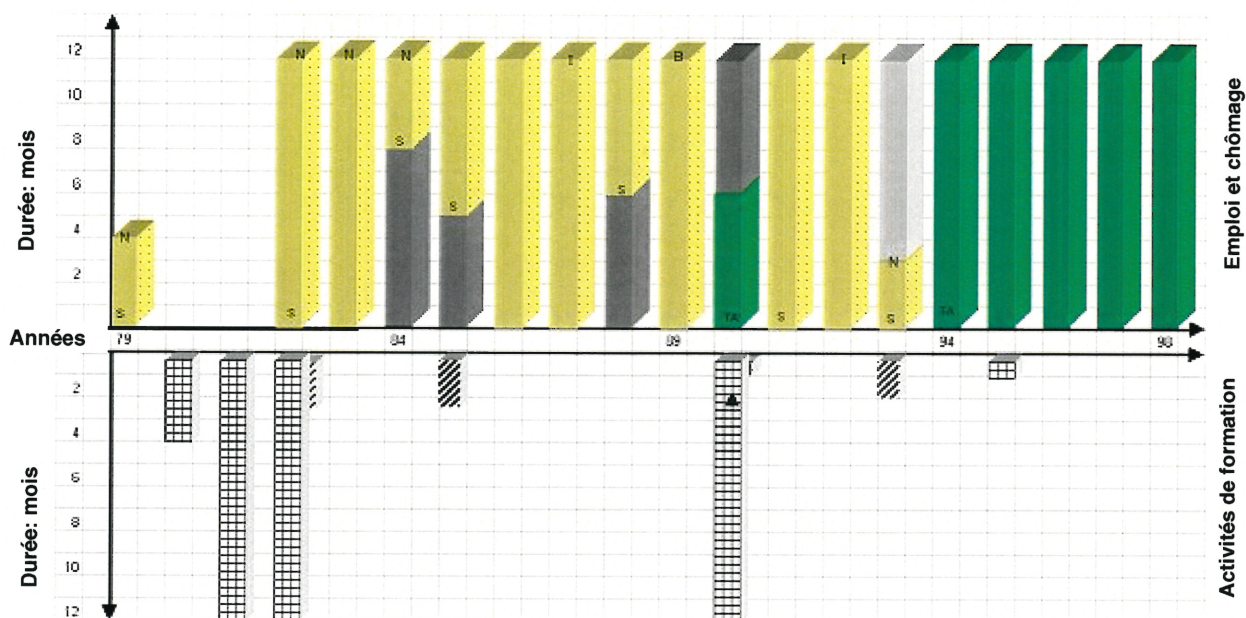 12
10
8
6
4
2
Durée: mois
Emploi et chômage
N N N I B I
S
S
S
N
N
S S TA S S TA
Années
79 84 89 94 98
2
4
6
8
10
12
Durée: mois
Activités de formation